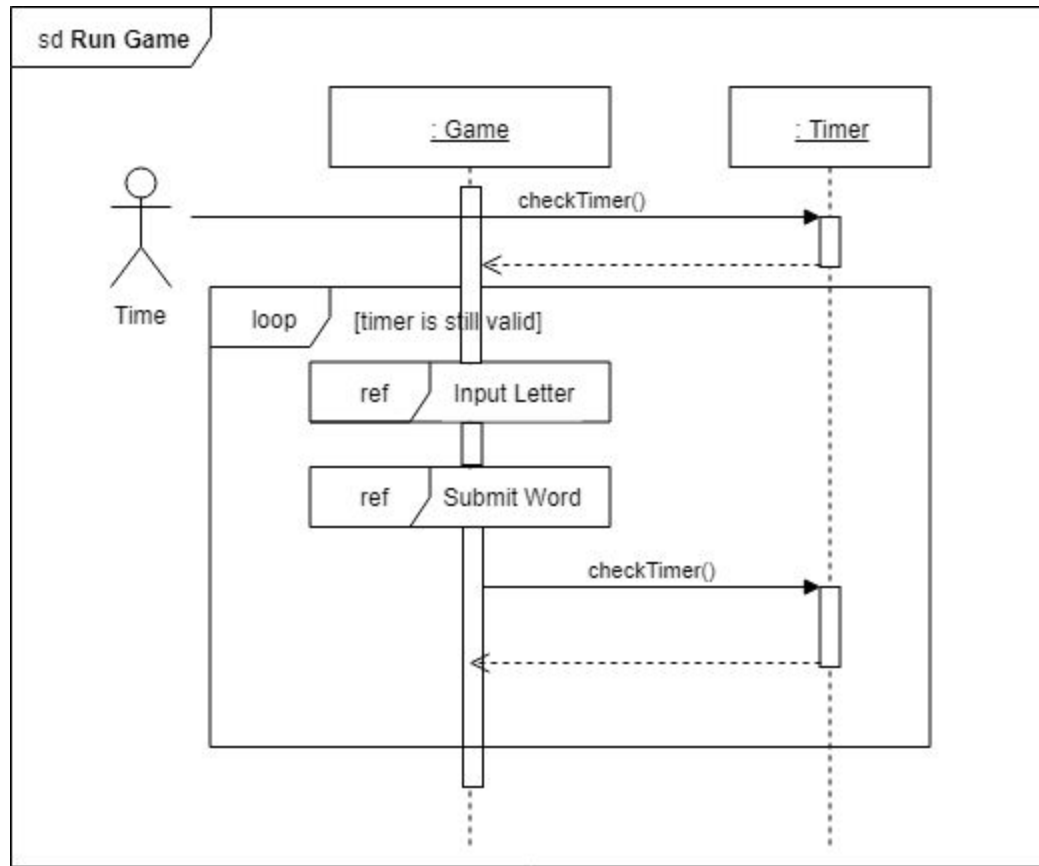 sd Run Game
: Game
: Timer
checkTimer()
Time
loop
[timer is still valid]
ref
Input Letter
ref
Submit Word
checkTimer()